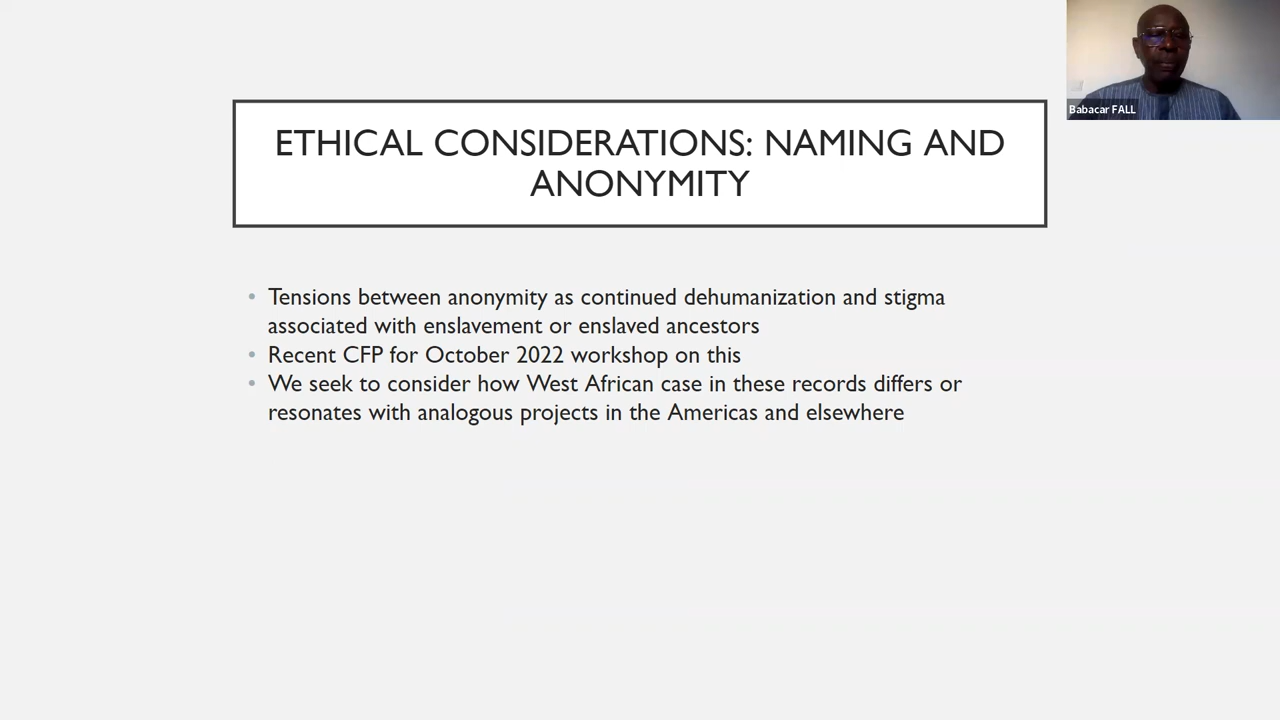 ETHICAL CONSIDERATIONS: NAMING AND
ANONYMITY
Babacar FALL
• Tensions between anonymity as continued dehumanization and stigma
associated with enslavement or enslaved ancestors
• Recent CFP for October 2022 workshop on this
• We seek to consider how West African case in these records differs or
resonates with analogous projects in the Americas and elsewhere